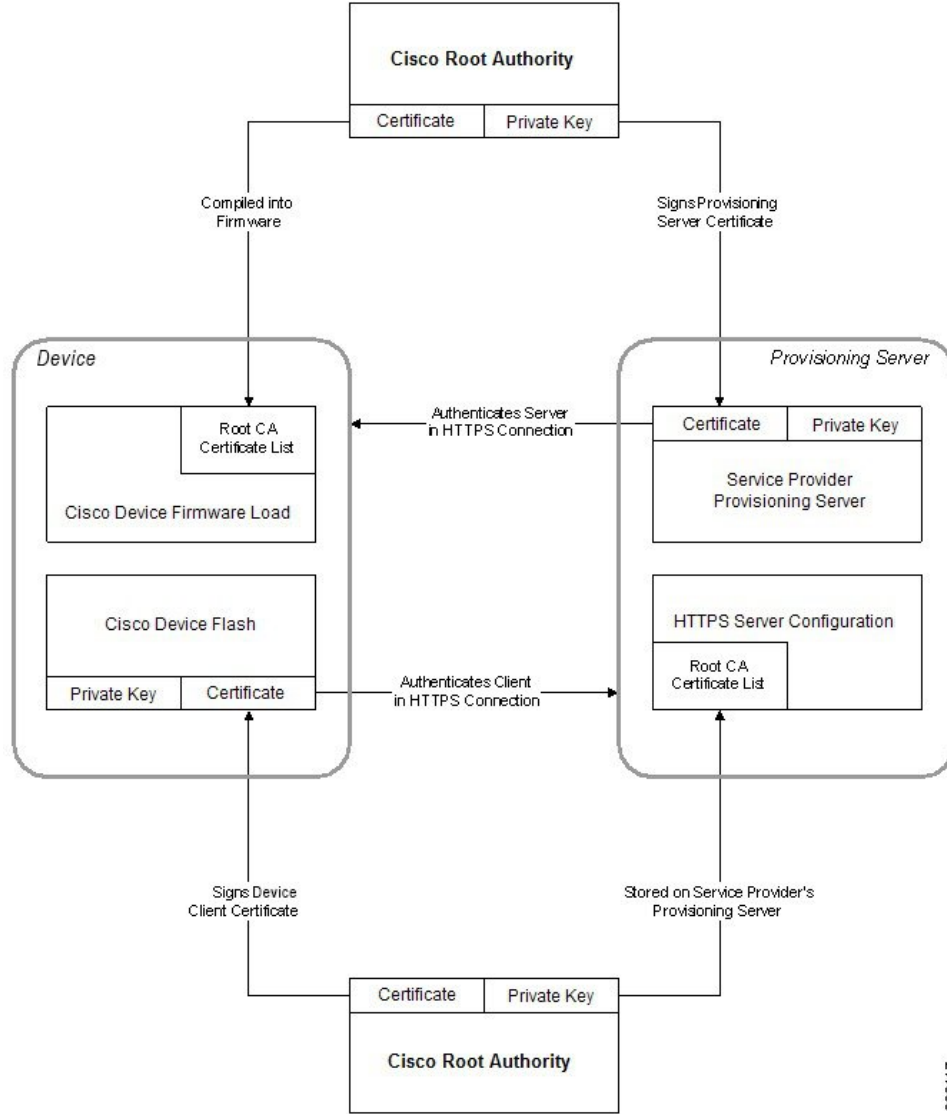 Cisco Root Authority
Certificate
Private Key
Compiled into
Firmware
Signs Provisioning
Server Certificate
Device
Provisioning Server
Root CA
Certificate List
Cisco Device Firmware Load
Authenticates Server
in HTTPS Connection
Certificate
Private Key
Service Provider
Provisioning Server
Cisco Device Flash
Private Key
Certificate
Authenticates Client
in HTTPS Connection
HTTPS Server Configuration
Root CA
Certificate List
Signs Device
Client Certificate
Stored on Service Provider's
Provisioning Server
Certificate
Private Key
Cisco Root Authority